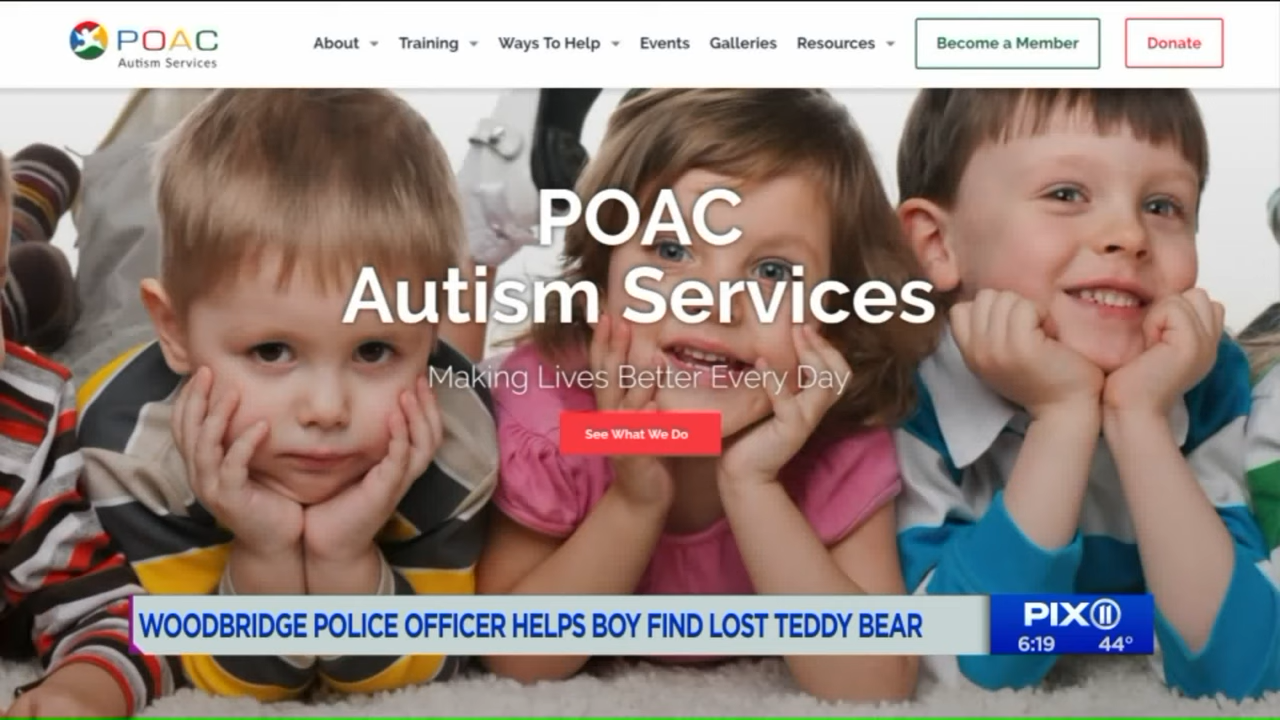 POAC
Autism Services
About
Training
Ways To Help
Events
Galleries
Resources
Become a Member
Donate
POAC
Autism Services
Making Lives Better Every Day
See What We Do
WOODBRIDGE POLICE OFFICER HELPS BOY FIND LOST TEDDY BEAR
PIX 11
6:19 44°